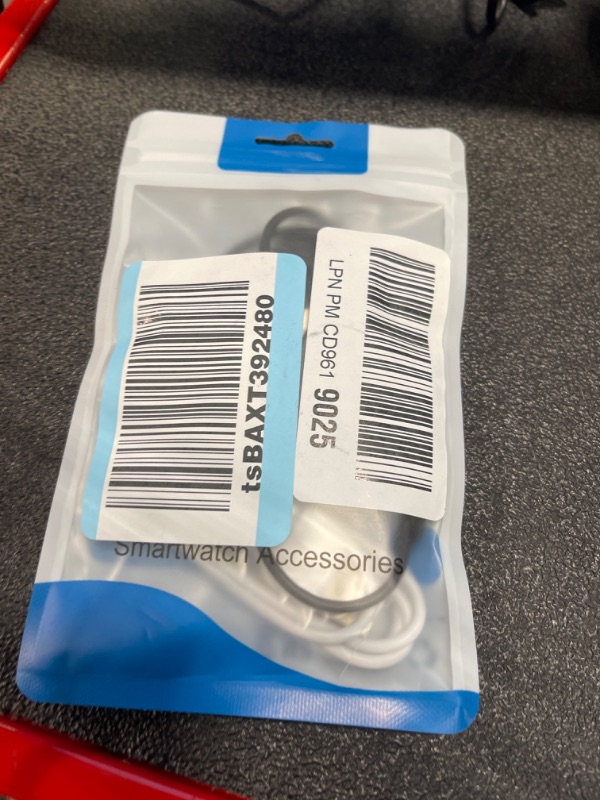 tsBAXT392480
LPN PM CD961 9025
Smartwatch Accessories